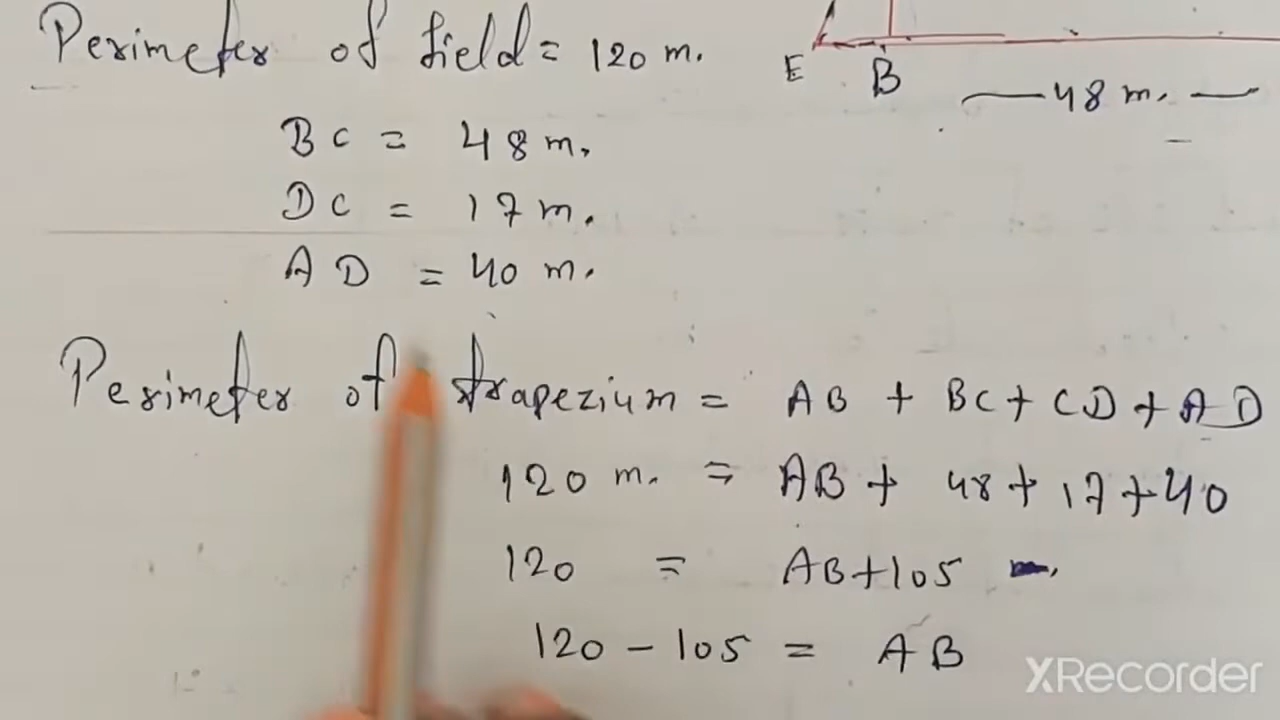 Perimeter of field = 120 m.
E
B
48 m.
BC = 48 m.
DC = 17 m.
AD = 40 m.
Perimeter of trapezium = AB + BC + CD + AD
120 m. = AB + 48 + 17 + 40
120 = AB + 105
120 - 105 = AB
XRecorder